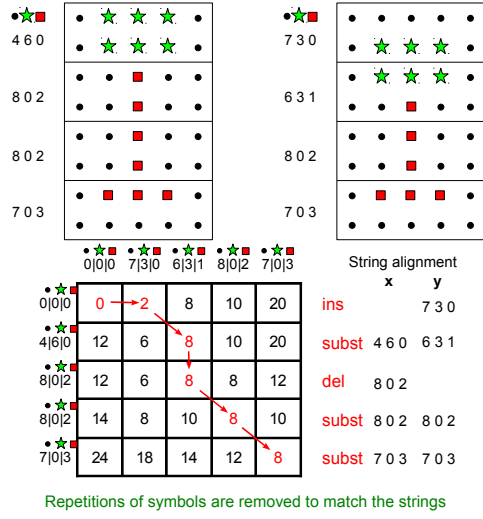 4 6 0
8 0 2
8 0 2
7 0 3
7 3 0
6 3 1
8 0 2
7 0 3
0|0|0 7|3|0 6|3|1 8|0|2 7|0|3
String alignment
x y
0|0|0 0 2 8 10 20 ins 7 3 0
4|6|0 12 6 8 10 20 subst 4 6 0 6 3 1
8|0|2 12 6 8 8 12 del 8 0 2
8|0|2 14 8 10 8 10 subst 8 0 2 8 0 2
7|0|3 24 18 14 12 8 subst 7 0 3 7 0 3
Repetitions of symbols are removed to match the strings